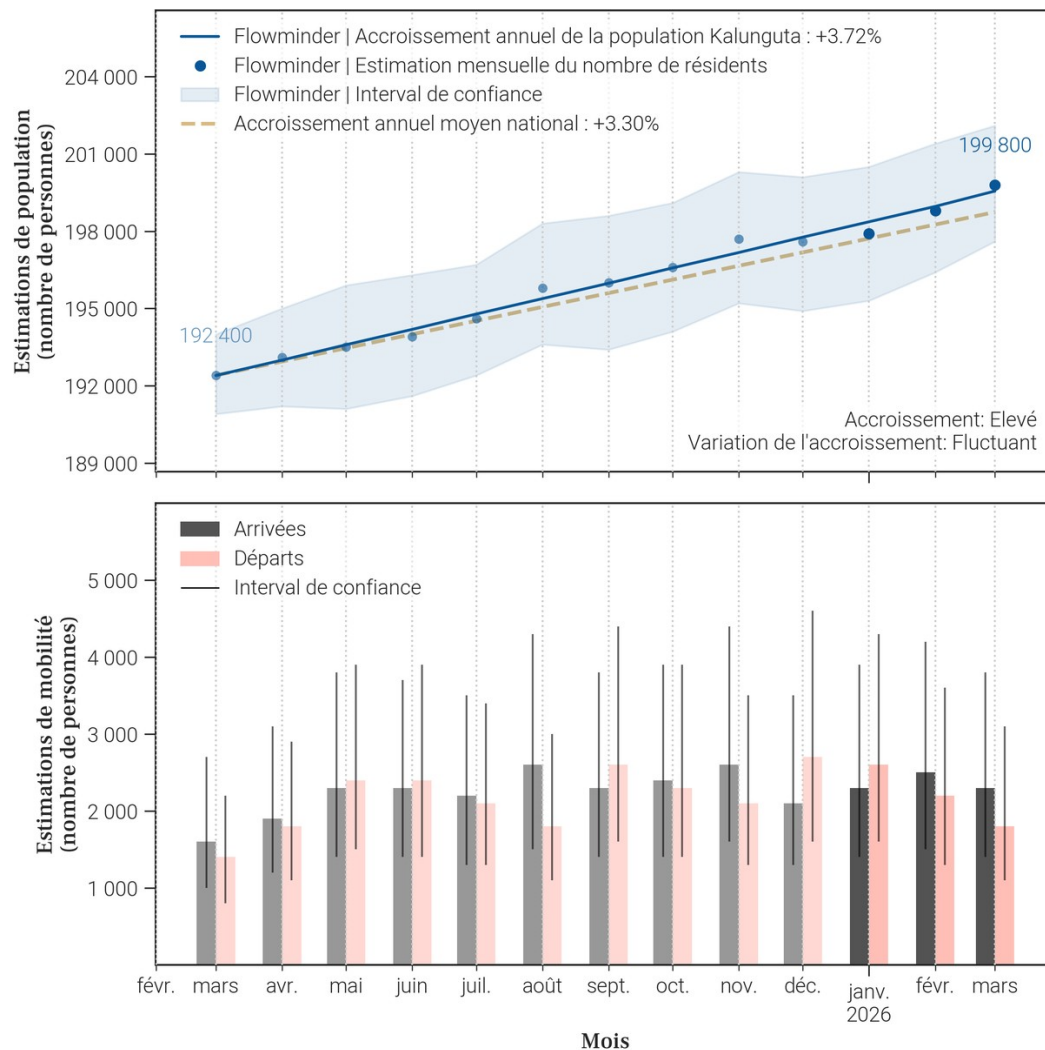 Flowminder | Accroissement annuel de la population Kalunguta : +3.72%
Flowminder | Estimation mensuelle du nombre de résidents
Flowminder | Interval de confiance
Accroissement annuel moyen national : +3.30%
Estimations de population
(nombre de personnes)
204 000
201 000
198 000
195 000
192 000
189 000
192 400
199 800
Accroissement: Elevé
Variation de l'accroissement: Fluctuant
Arrivées
Départs
Interval de confiance
Estimations de mobilité
(nombre de personnes)
5 000
4 000
3 000
2 000
1 000
févr. mars avr. mai juin juil. août sept. oct. nov. déc. janv. févr. mars
2026
Mois